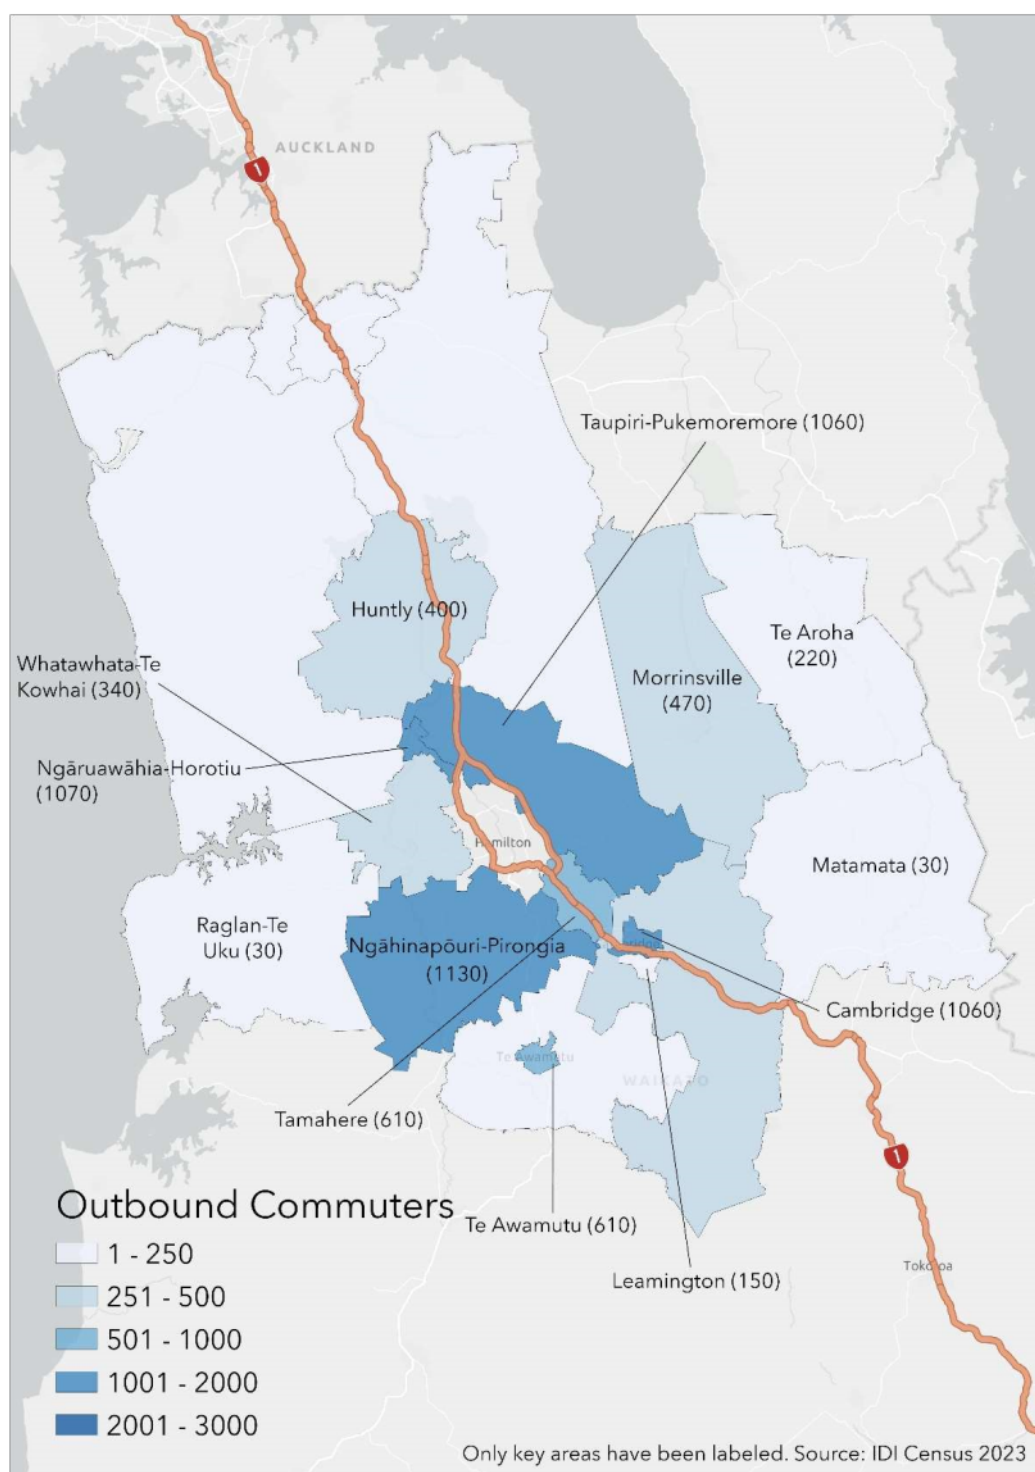 AUCKLAND
1
Taupiri-Pukemoremore (1060)
Huntly (400)
Te Aroha
(220)
Whatawhata-Te
Kowhai (340)
Morrinsville
(470)
Ngāruawāhia-Horotiu
(1070)
Hamilton
Matamata (30)
Raglan-Te
Uku (30)
Ngāhinapōuri-Pirongia
(1130)
Cambridge (1060)
Te Awamutu
WAIKATO
Tamahere (610)
1
Te Awamutu (610)
Leamington (150)
Tokoroa
Outbound Commuters
1 - 250
251 - 500
501 - 1000
1001 - 2000
2001 - 3000
Only key areas have been labeled. Source: IDI Census 2023